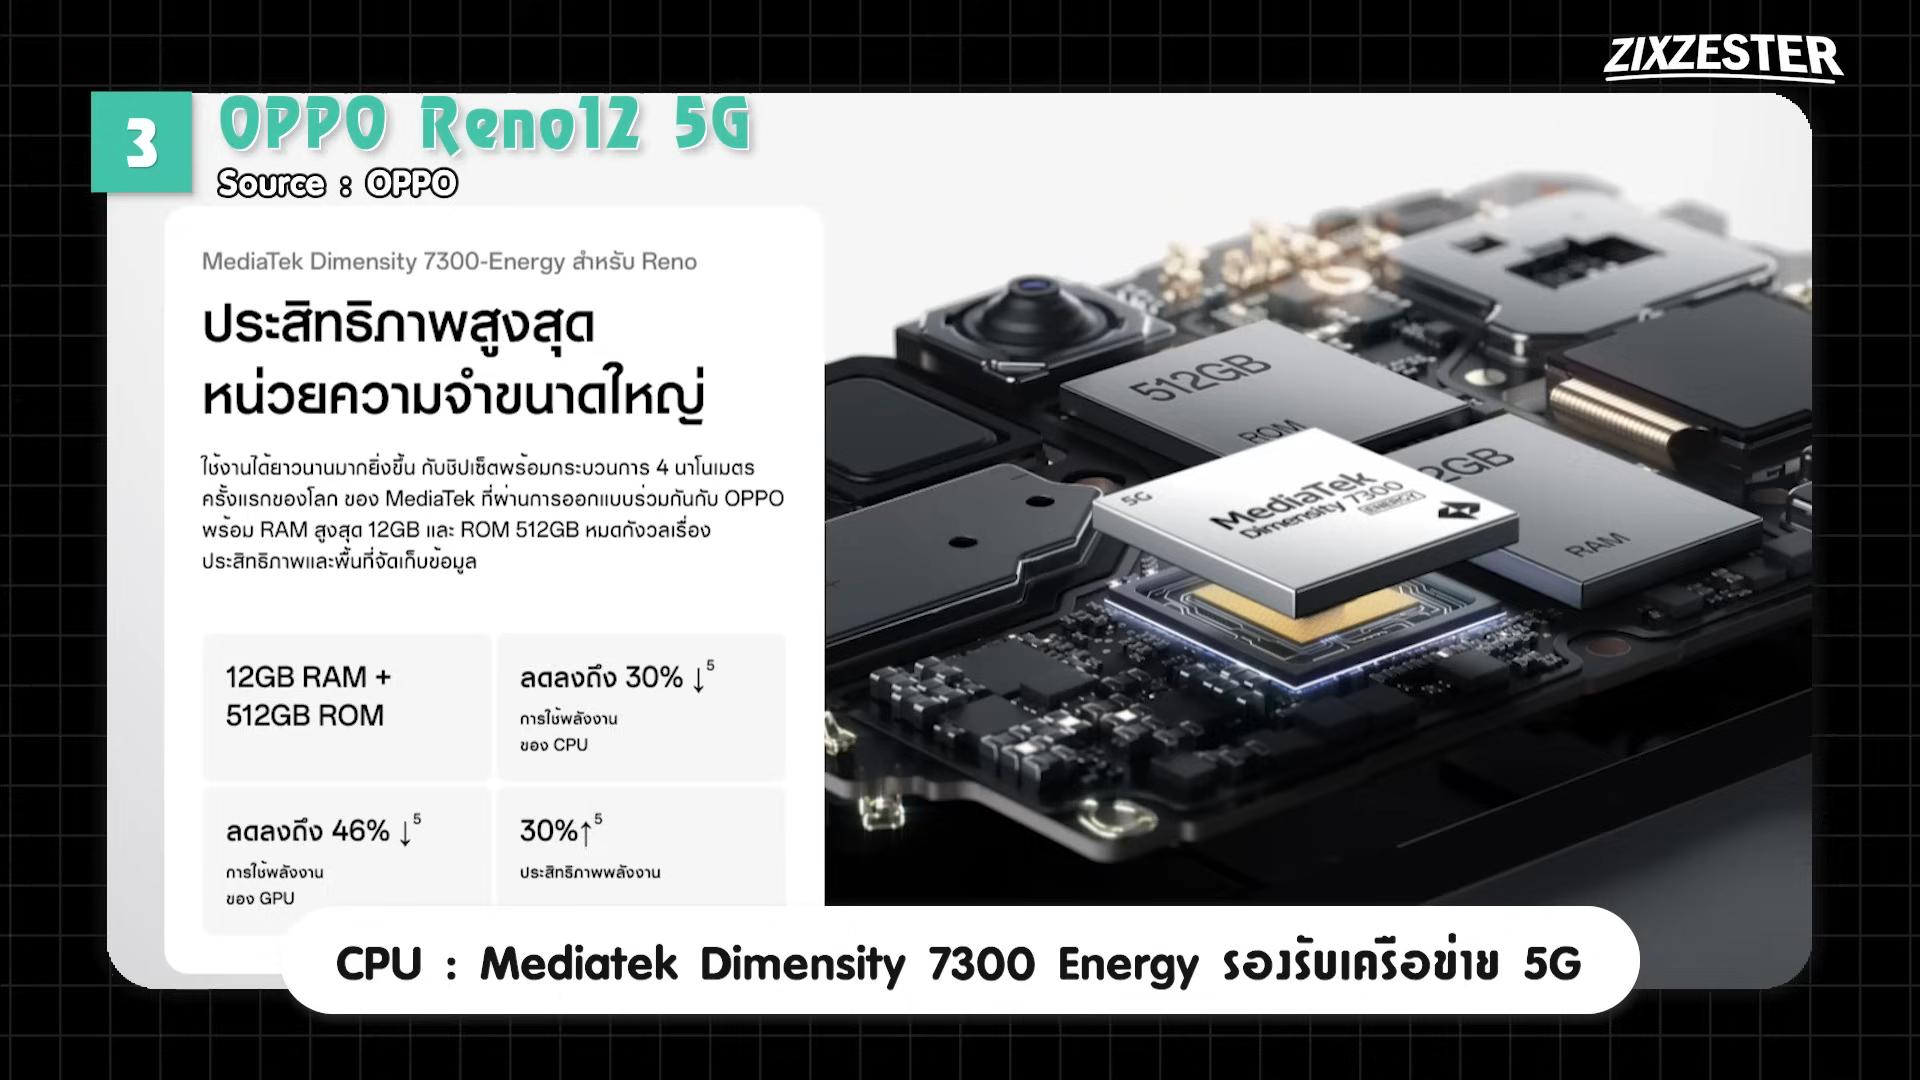 ZIXZESTER
3
OPPO Reno12 5G
Source : OPPO
MediaTek Dimensity 7300-Energy สำหรับ Reno
ประสิทธิภาพสูงสุด
หน่วยความจำขนาดใหญ่
ใช้งานได้ยาวนานมากยิ่งขึ้น กับชิปเซ็ตพร้อมกระบวนการ 4 นาโนเมตร
ครั้งแรกของโลก ของ MediaTek ที่ผ่านการออกแบบร่วมกันกับ OPPO
พร้อม RAM สูงสุด 12GB และ ROM 512GB หมดกังวลเรื่อง
ประสิทธิภาพและพื้นที่จัดเก็บข้อมูล
12GB RAM +
512GB ROM
ลดลงถึง 30% ↓5
การใช้พลังงาน
ของ CPU
ลดลงถึง 46% ↓5
การใช้พลังงาน
ของ GPU
30%↑5
ประสิทธิภาพพลังงาน
512GB
ROM
2GB
RAM
5G
MediaTek
Dimensity 7300
ENERGY
CPU : Mediatek Dimensity 7300 Energy รองรับเครือข่าย 5G